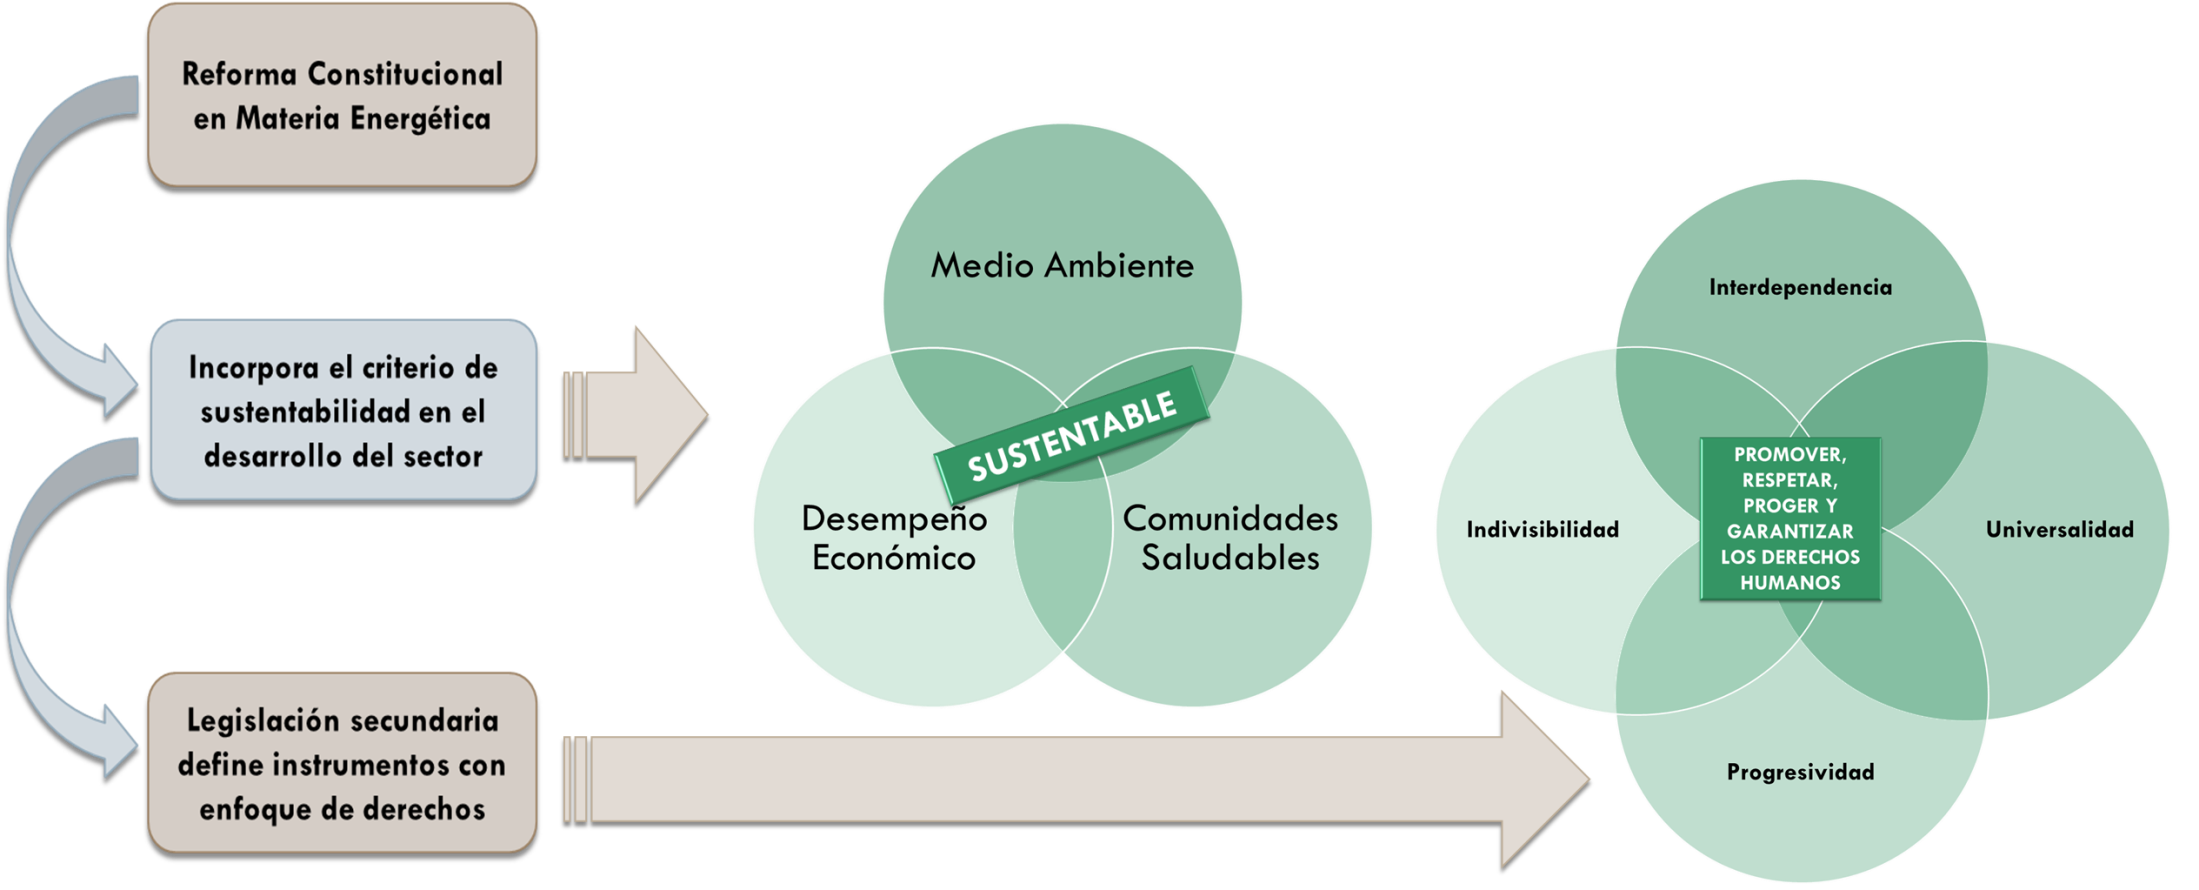 Reforma Constitucional
en Materia Energética
Incorpora el criterio de
sustentabilidad en el
desarrollo del sector
Legislación secundaria
define instrumentos con
enfoque de derechos
Medio Ambiente
SUSTENTABLE
Desempeño
Económico
Comunidades
Saludables
Interdependencia
Indivisibilidad
PROMOVER,
RESPETAR,
PROGER Y
GARANTIZAR
LOS DERECHOS
HUMANOS
Universalidad
Progresividad